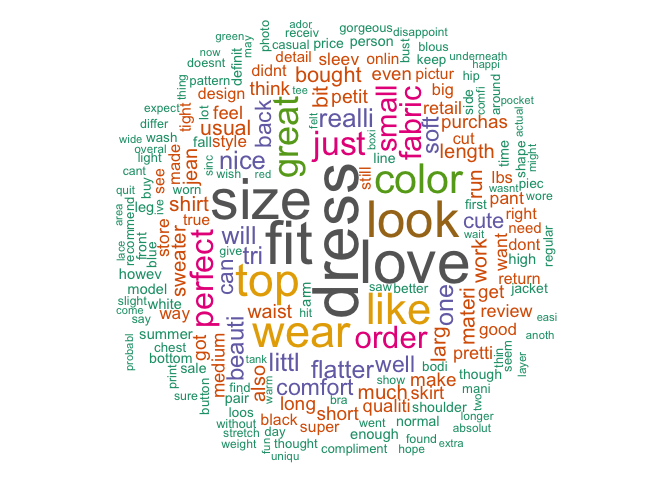 green
ador
receiv
gorgeous
disappoint
may
photo
casual
price
person
bust
blous
now
definit
detail
sleev
onlin
keep
underneath
doesnt
didnt
bought
even
pictur
hip
happi
thing
pattern
think
bit
petit
big
side
comfi
around
expect
lot
design
tee
retail
pocket
differ
wash
tight
usual
feel
back
great
realli
small
fabric
soft
purchas
actual
wide
overal
fall
style
felt
boxi
just
cut
shape
might
light
see
made
jean
nice
line
length
time
cant
sinc
wish
red
still
color
run
lbs
wasnt
quit
buy
worn
size
fit
dress
look
cute
first
pant
piec
wore
area
recommend
ive
leg
shirt
true
will
wait
right
lace
front
blue
store
sweater
perfect
can
tri
give
love
one
work
want
need
dont
high
regular
howev
model
white
top
arm
hit
saw
better
like
materi
get
return
jacket
slight
come
say
way
waist
wear
order
larg
review
good
easi
summer
got
medium
beauti
littl
flatter
well
bodi
pretti
though
thin
seem
anoth
probabl
chest
bottom
sale
also
tank
comfort
show
make
mani
layer
print
sure
button
find
pair
warm
long
bra
much
skirt
qualiti
shoulder
two
longer
loos
without
black
super
short
went
normal
absolut
stretch
weight
fun
day
thought
enough
found
extra
uniqu
compliment
hope